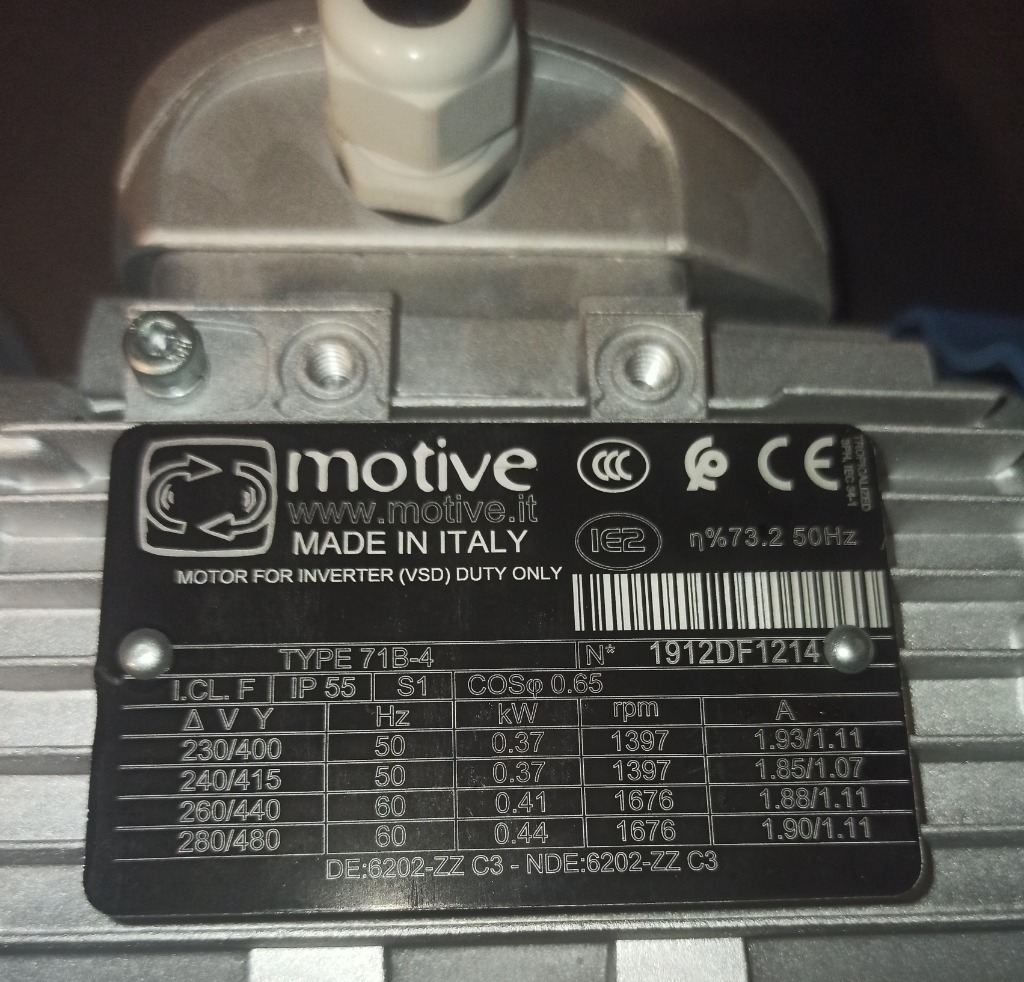 motive
www.motive.it
MADE IN ITALY
MOTOR FOR INVERTER (VSD) DUTY ONLY
CCC
CE
IE2 η%73.2 50Hz
TYPE 71B-4 N* 1912DF1214
I.CL. F IP 55 S1 COSφ 0.65
Δ V Y Hz kW rpm A
230/400 50 0.37 1397 1.93/1.11
240/415 50 0.37 1397 1.85/1.07
260/440 60 0.41 1676 1.88/1.11
280/480 60 0.44 1676 1.90/1.11
DE:6202-ZZ C3 - NDE:6202-ZZ C3